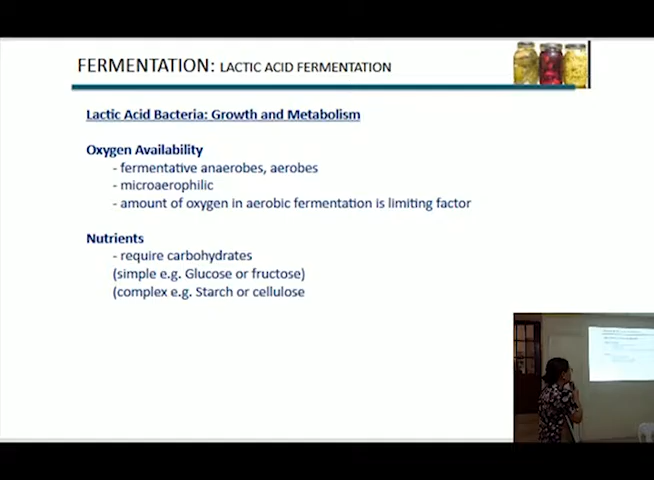 FERMENTATION: LACTIC ACID FERMENTATION
Lactic Acid Bacteria: Growth and Metabolism
Oxygen Availability
- fermentative anaerobes, aerobes
- microaerophilic
- amount of oxygen in aerobic fermentation is limiting factor
Nutrients
- require carbohydrates
(simple e.g. Glucose or fructose)
(complex e.g. Starch or cellulose